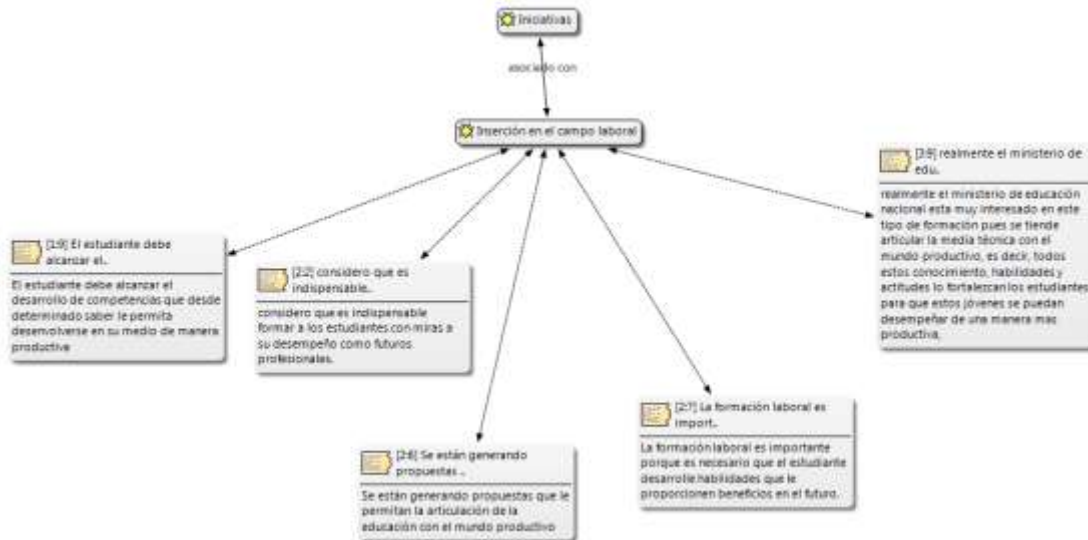 Iniciativas
asociado con
Inserción en el campo laboral
[3:9] realmente el ministerio de
edu..
realmente el ministerio de educación
nacional esta muy interesado en este
tipo de formación pues se tiende
articular la media técnica con el
mundo productivo, es decir, todos
estos conocimiento, habilidades y
actitudes lo fortalezcan los estudiantes
para que estos jóvenes se puedan
desempeñar de una manera mas
productiva,
[1:9] El estudiante debe
alcanzar el..
El estudiante debe alcanzar el
desarrollo de competencias que desde
determinado saber le permita
desenvolverse en su medio de manera
productiva
[2:2] considero que es
indispensable..
considero que es indispensable
formar a los estudiantes con miras a
su desempeño como futuros
profesionales.
[2:7] La formación laboral es
import..
La formación laboral es importante
porque es necesario que el estudiante
desarrolle habilidades que le
proporcionen beneficios en el futuro.
[2:6] Se están generando
propuestas ..
Se están generando propuestas que le
permitan la articulación de la
educación con el mundo productivo